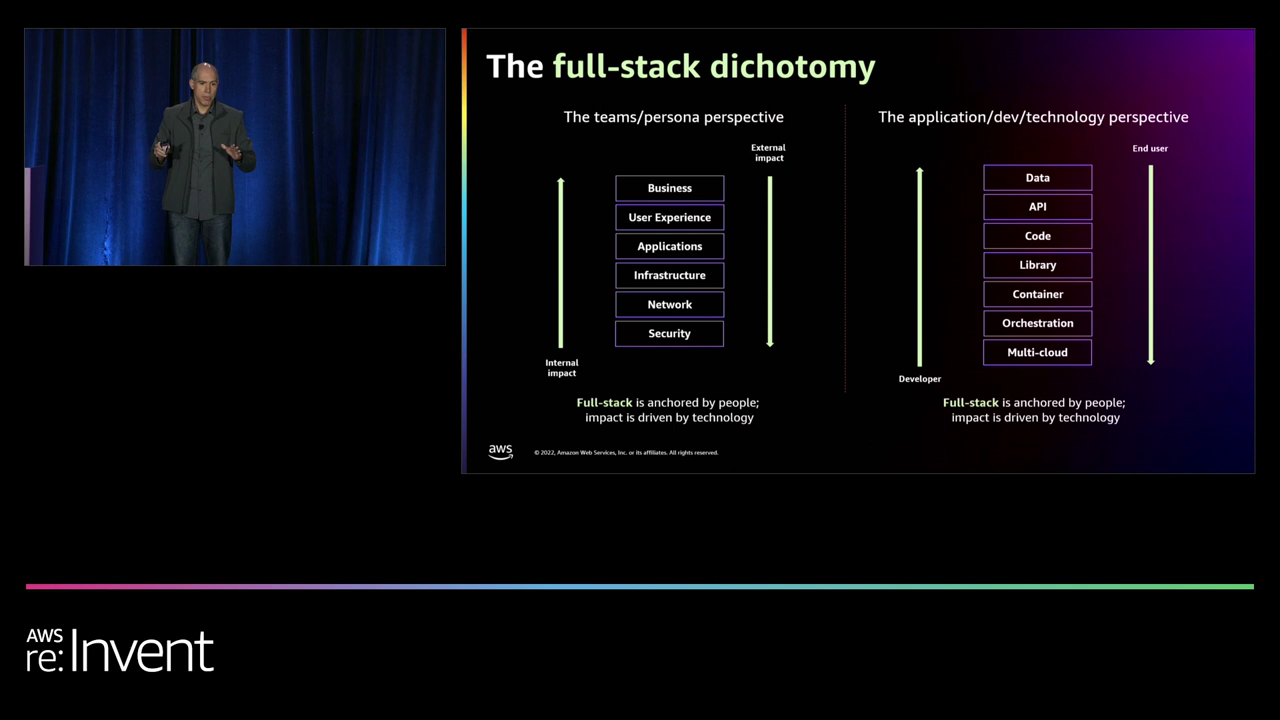 The full-stack dichotomy
The teams/persona perspective
External
impact
Business
User Experience
Applications
Infrastructure
Network
Security
Internal
impact
Full-stack is anchored by people;
impact is driven by technology
The application/dev/technology perspective
End user
Data
API
Code
Library
Container
Orchestration
Multi-cloud
Developer
Full-stack is anchored by people;
impact is driven by technology
aws
© 2022, Amazon Web Services, Inc. or its affiliates. All rights reserved.
AWS
re:Invent